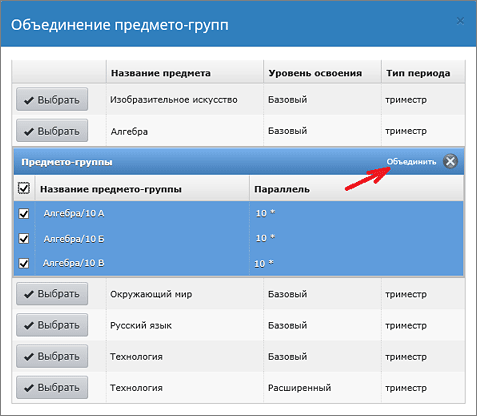 Объединение предмето-групп
Название предмета Уровень освоения Тип периода
Выбрать Изобразительное искусство Базовый триместр
Выбрать Алгебра Базовый триместр
Предмето-группы Объединить
Название предмето-группы Параллель
Алгебра/10 А 10 *
Алгебра/10 Б 10 *
Алгебра/10 В 10 *
Выбрать Окружающий мир Базовый триместр
Выбрать Русский язык Базовый триместр
Выбрать Технология Базовый триместр
Выбрать Технология Расширенный триместр